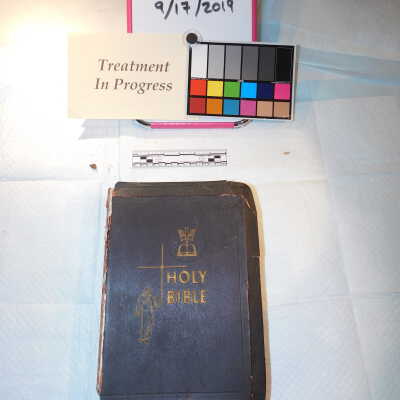 9/17/2019
Treatment
In Progress
HOLY
BIBLE